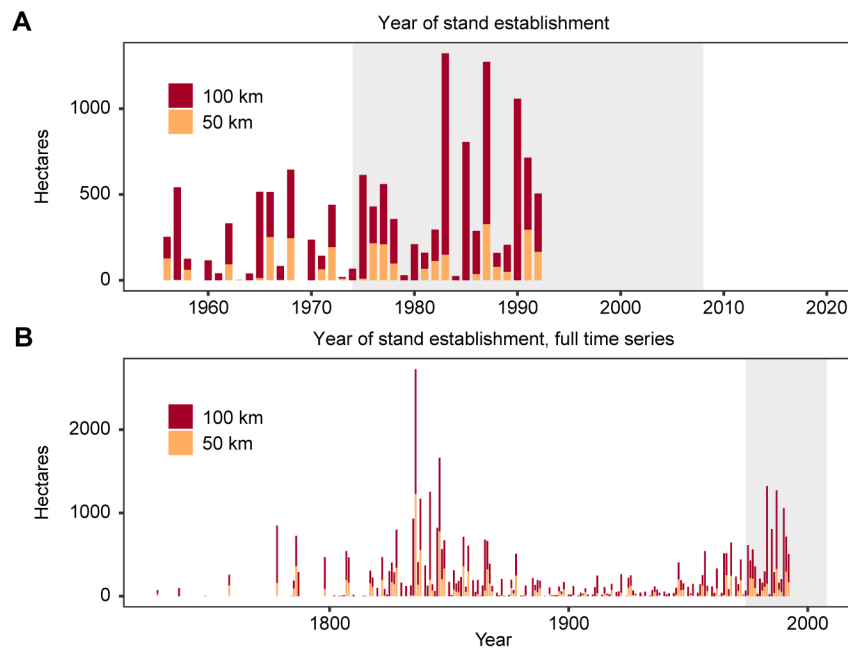 A
Year of stand establishment
Hectares
1000
500
0
100 km
50 km
1960 1970 1980 1990 2000 2010 2020
B
Year of stand establishment, full time series
Hectares
2000
1000
0
100 km
50 km
1800 1900 2000
Year